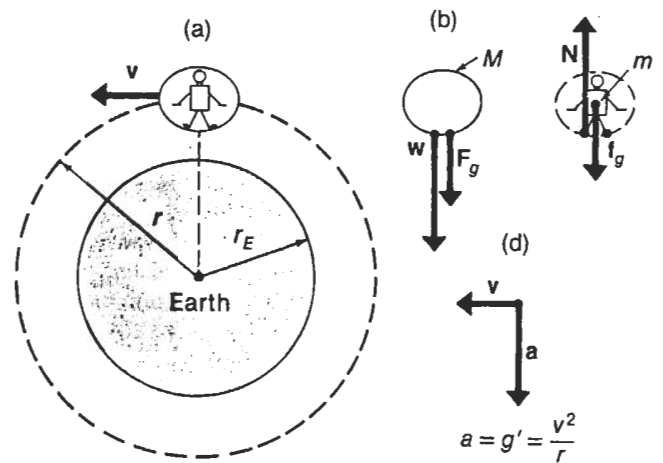 (a)
v
r
r_E
Earth
(b)
M
w
F_g
N
m
f_g
(d)
v
a
a = g' = v²/r